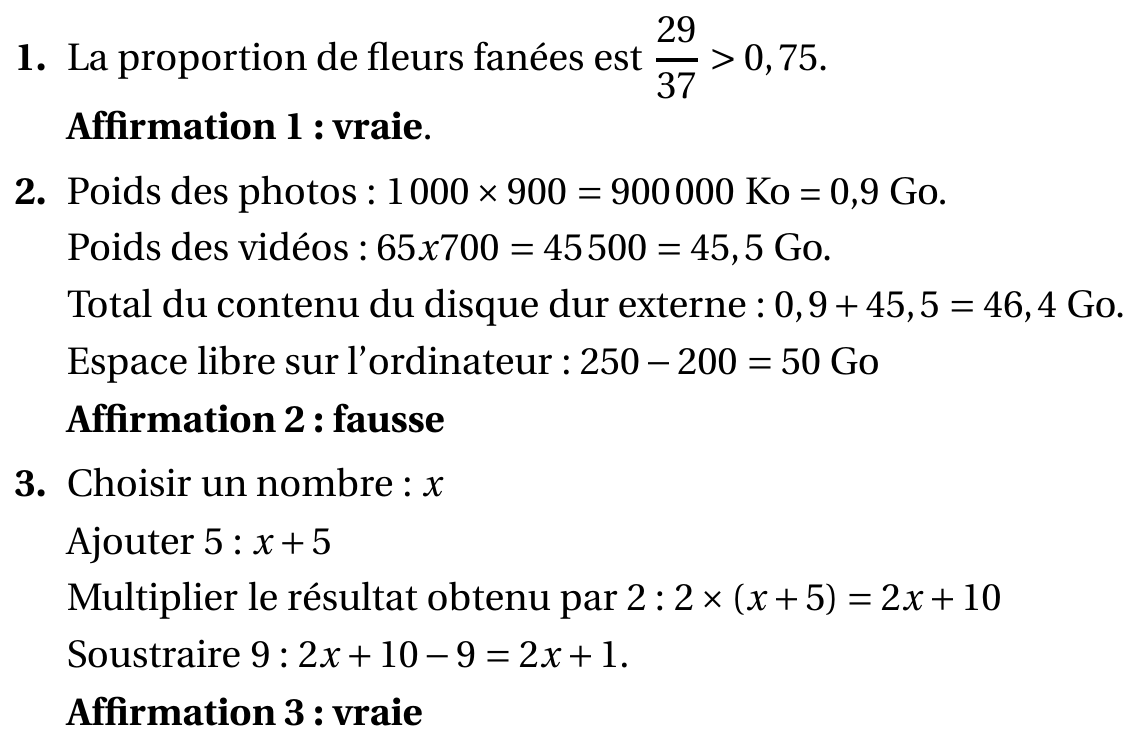 1. La proportion de fleurs fanées est 29/37 > 0,75.
Affirmation 1 : vraie.
2. Poids des photos : 1 000 × 900 = 900 000 Ko = 0,9 Go.
Poids des vidéos : 65x700 = 45 500 = 45,5 Go.
Total du contenu du disque dur externe : 0,9 + 45,5 = 46,4 Go.
Espace libre sur l'ordinateur : 250 − 200 = 50 Go
Affirmation 2 : fausse
3. Choisir un nombre : x
Ajouter 5 : x + 5
Multiplier le résultat obtenu par 2 : 2 × (x + 5) = 2x + 10
Soustraire 9 : 2x + 10 − 9 = 2x + 1.
Affirmation 3 : vraie